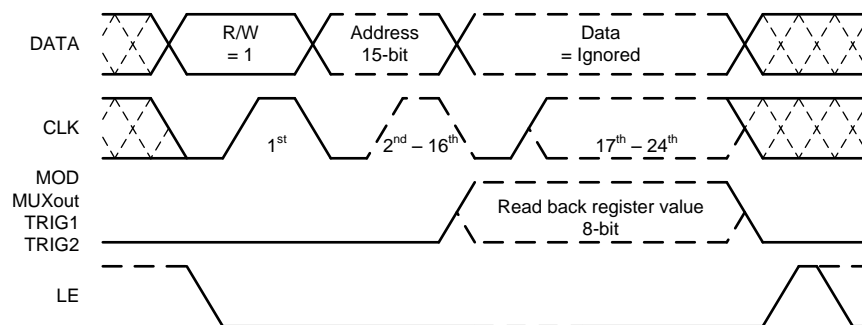 DATA
R/W
= 1
Address
15-bit
Data
= Ignored
CLK
1st
2nd – 16th
17th – 24th
MOD
MUXout
TRIG1
TRIG2
Read back register value
8-bit
LE